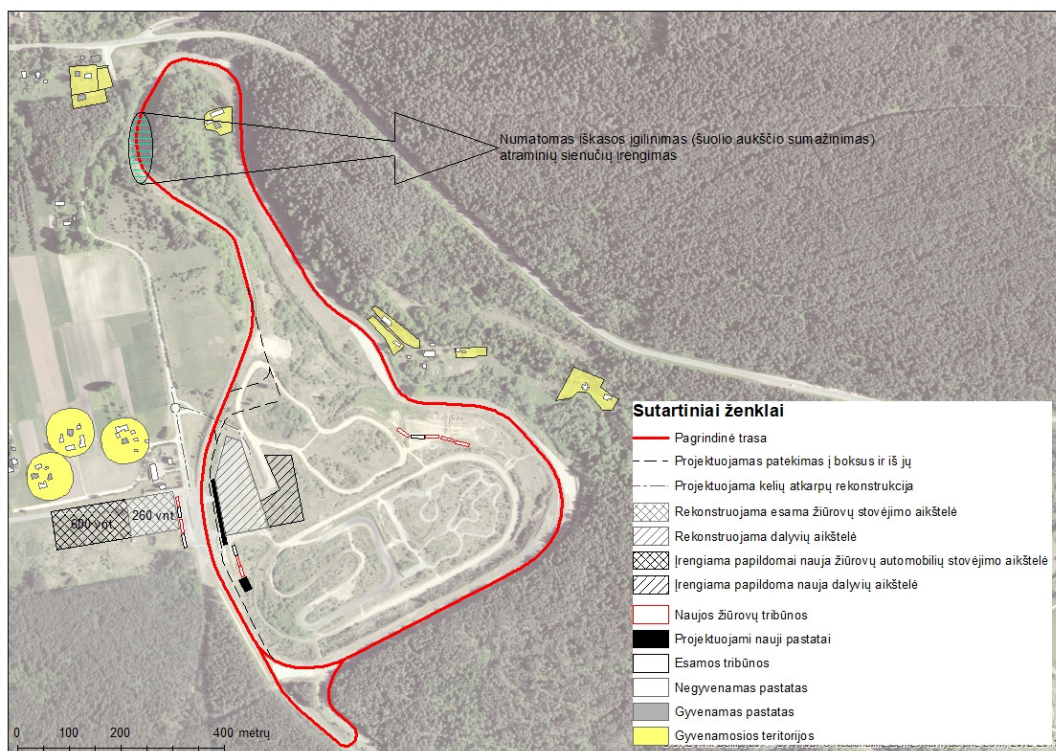 Numatomas iškasos įgilinimas (šuolio aukščio sumažinimas)
atraminių sienučių įrengimas
600 vnt.
260 vnt.
Sutartiniai ženklai
Pagrindinė trasa
Projektuojamas patekimas į boksus ir iš jų
Projektuojama kelių atkarpų rekonstrukcija
Rekonstruojama esama žiūrovų stovėjimo aikštelė
Rekonstruojama dalyvių aikštelė
Įrengiama papildomai nauja žiūrovų automobilių stovėjimo aikštelė
Įrengiama papildoma nauja dalyvių aikštelė
Naujos žiūrovų tribūnos
Projektuojami nauji pastatai
Esamos tribūnos
Negyvenamas pastatas
Gyvenamas pastatas
Gyvenamosios teritorijos
0 100 200 400 metrų